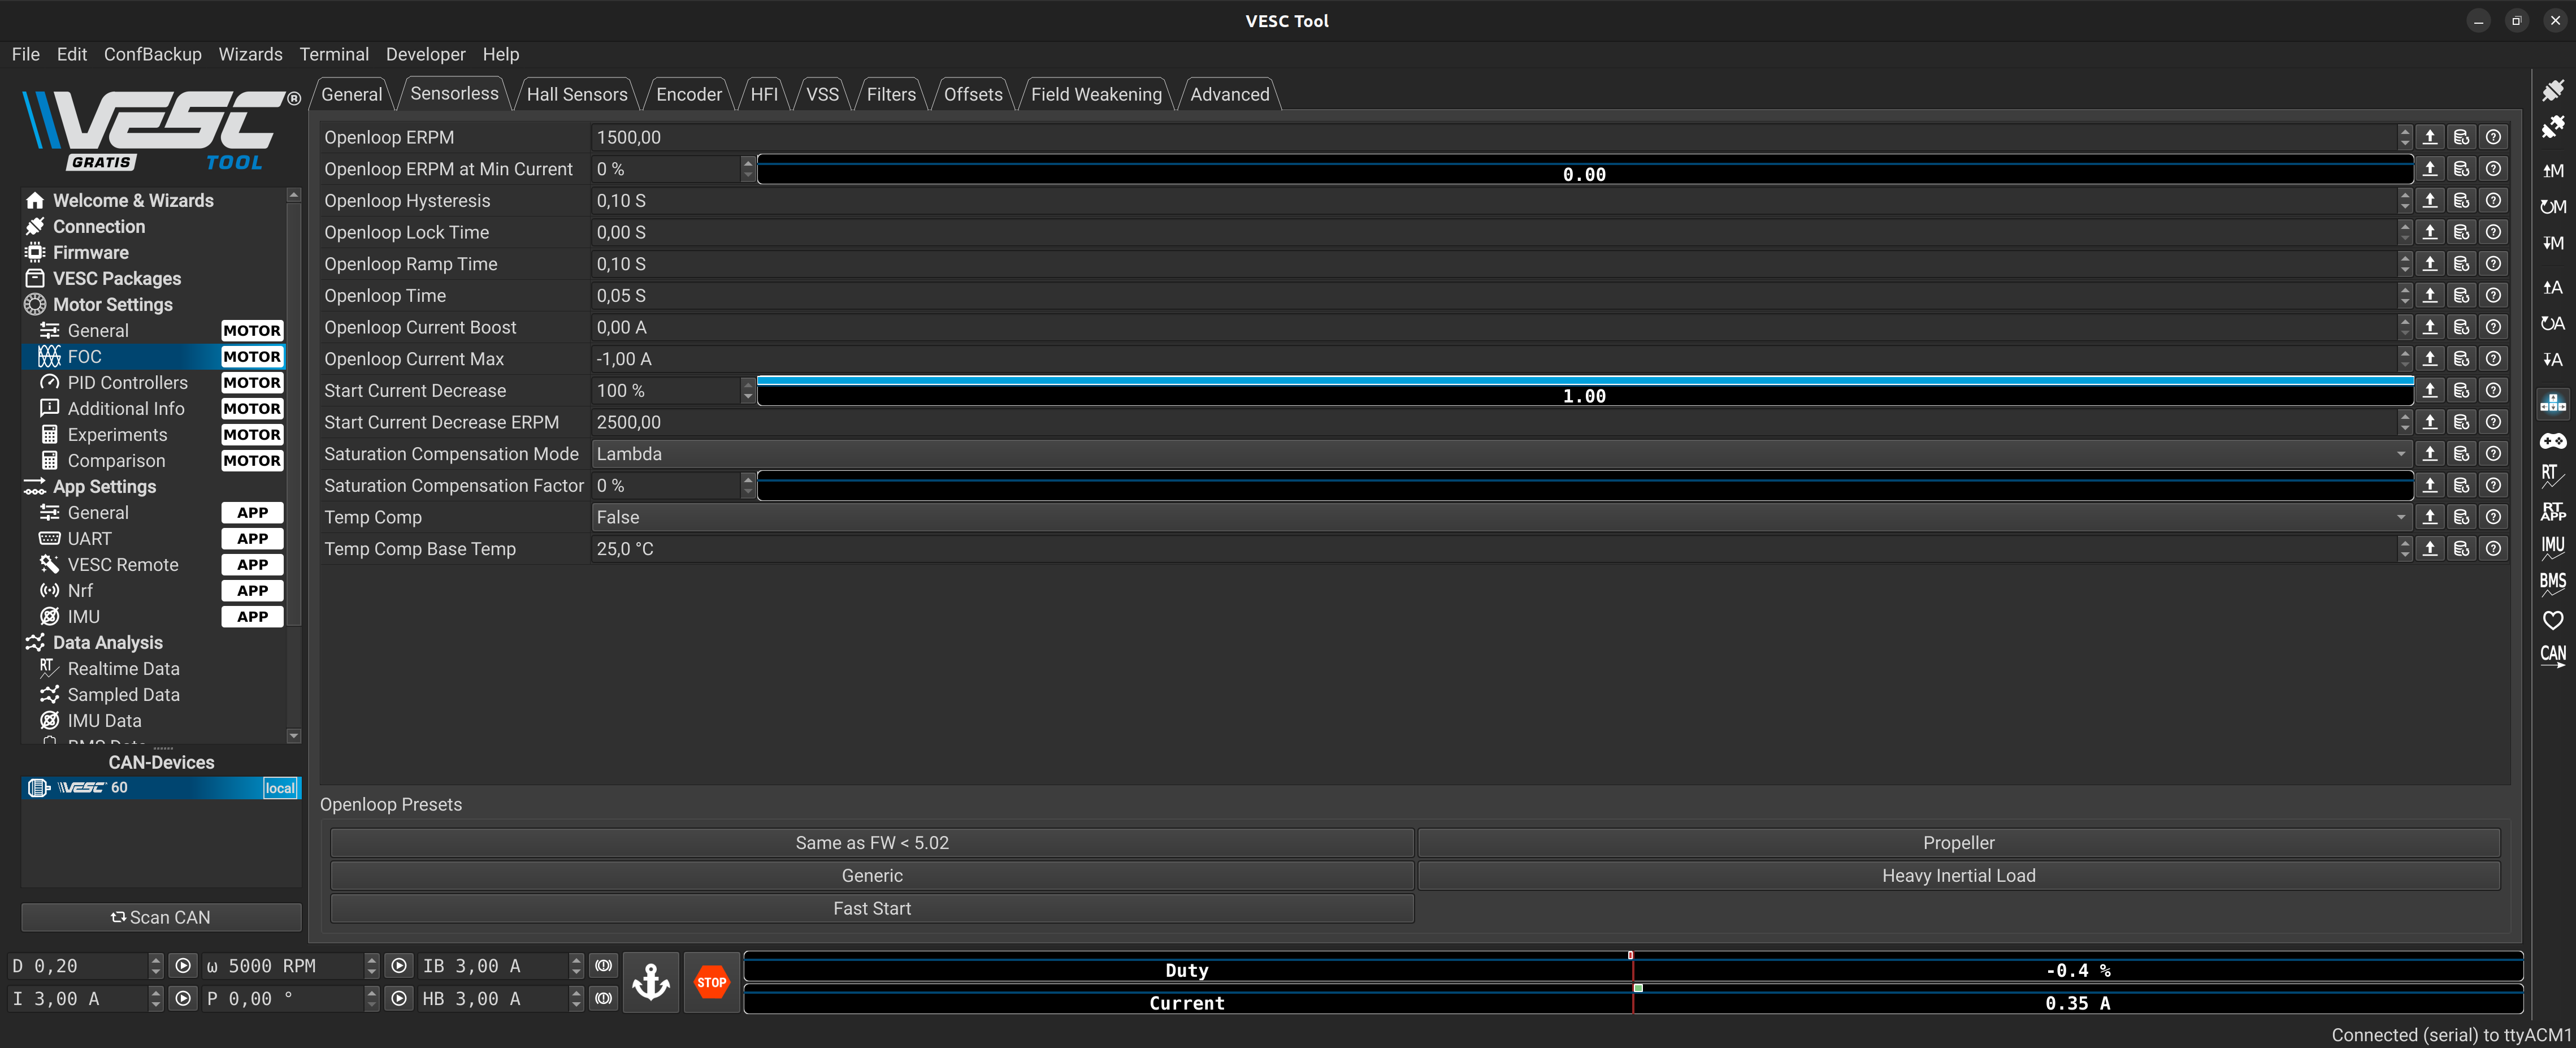 VESC Tool
File Edit ConfBackup Wizards Terminal Developer Help
VESC®
GRATIS TOOL
General Sensorless Hall Sensors Encoder HFI VSS Filters Offsets Field Weakening Advanced
Welcome & Wizards
Connection
Firmware
VESC Packages
Motor Settings
General MOTOR
FOC MOTOR
PID Controllers MOTOR
Additional Info MOTOR
Experiments MOTOR
Comparison MOTOR
App Settings
General APP
UART APP
VESC Remote APP
Nrf APP
IMU APP
Data Analysis
RT Realtime Data
Sampled Data
IMU Data
BMS Data
CAN-Devices
VESC 60 local
Scan CAN
Openloop ERPM 1500,00
Openloop ERPM at Min Current 0 % 0.00
Openloop Hysteresis 0,10 S
Openloop Lock Time 0,00 S
Openloop Ramp Time 0,10 S
Openloop Time 0,05 S
Openloop Current Boost 0,00 A
Openloop Current Max -1,00 A
Start Current Decrease 100 % 1.00
Start Current Decrease ERPM 2500,00
Saturation Compensation Mode Lambda
Saturation Compensation Factor 0 %
Temp Comp False
Temp Comp Base Temp 25,0 °C
Openloop Presets
Same as FW < 5.02 Propeller
Generic Heavy Inertial Load
Fast Start
M
M
M
A
A
A
RT
RT APP
IMU
BMS
CAN
D 0,20 ω 5000 RPM IB 3,00 A
I 3,00 A P 0,00 ° HB 3,00 A
STOP
Duty -0.4 %
Current 0.35 A
Connected (serial) to ttyACM1